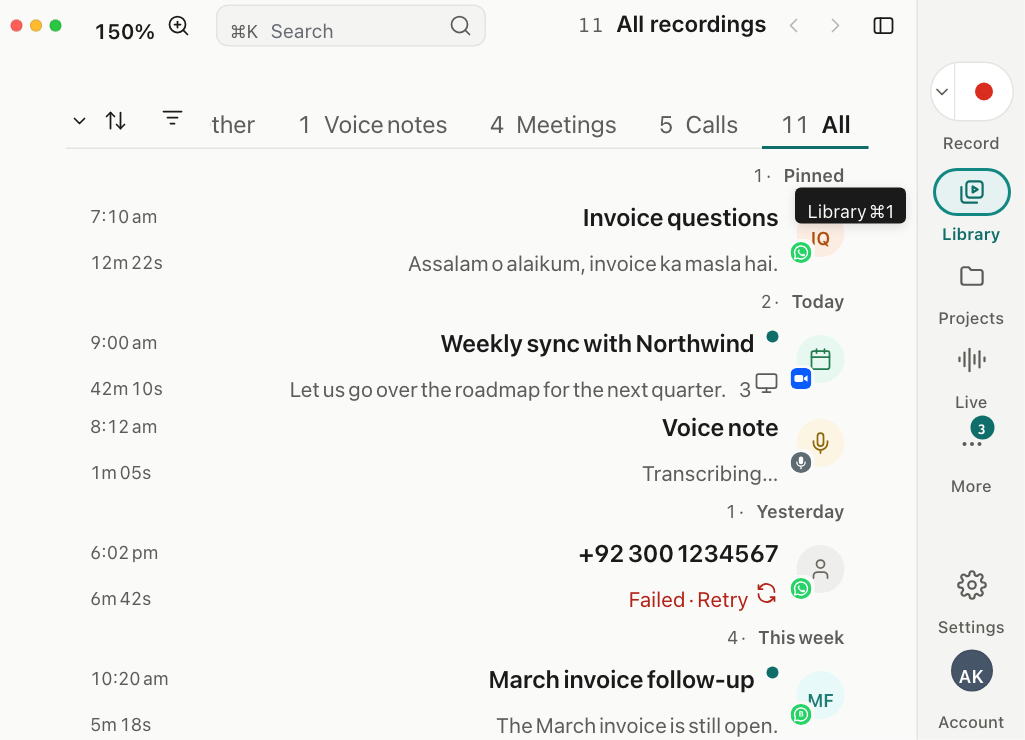 150%
⌘K Search
11 All recordings
ther
1 Voice notes
4 Meetings
5 Calls
11 All
1 · Pinned
7:10 am
Invoice questions
IQ
12m 22s
Assalam o alaikum, invoice ka masla hai.
2 · Today
9:00 am
Weekly sync with Northwind
42m 10s
Let us go over the roadmap for the next quarter. 3
8:12 am
Voice note
1m 05s
Transcribing...
1 · Yesterday
6:02 pm
+92 300 1234567
6m 42s
Failed · Retry
4 · This week
10:20 am
March invoice follow-up
MF
5m 18s
The March invoice is still open.
Record
Library ⌘1
Library
Projects
Live
3
More
Settings
AK
Account